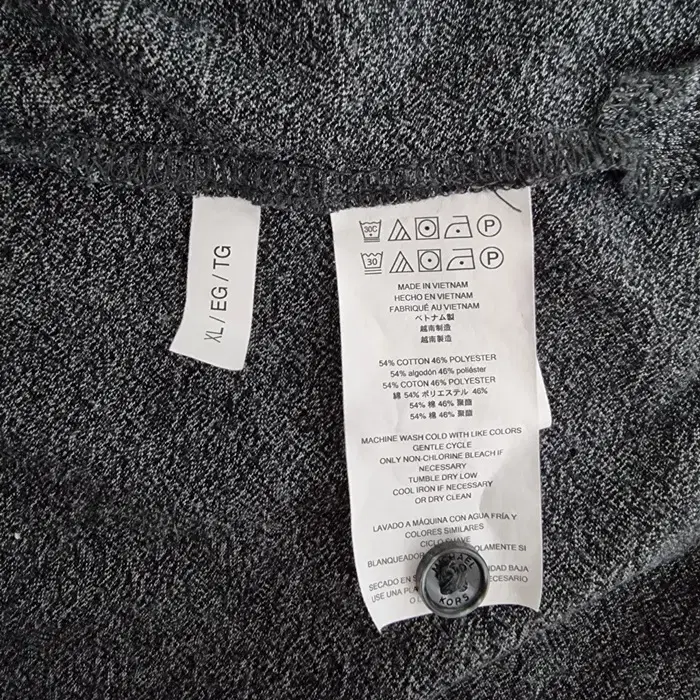 XL / EG / TG
30C P
30 P
MADE IN VIETNAM
HECHO EN VIETNAM
FABRIQUÉ AU VIETNAM
ベトナム製
越南制造
越南製造
54% COTTON 46% POLYESTER
54% algodón 46% poliéster
54% COTON 46% POLYESTER
綿 54% ポリエステル 46%
54% 棉 46% 聚酯
54% 棉 46% 聚酯
MACHINE WASH COLD WITH LIKE COLORS
GENTLE CYCLE
ONLY NON-CHLORINE BLEACH IF
NECESSARY
TUMBLE DRY LOW
COOL IRON IF NECESSARY
OR DRY CLEAN
LAVADO A MÁQUINA CON AGUA FRÍA Y
COLORES SIMILARES
CICLO SUAVE
BLANQUEADOR SI
SECADO EN BAJA
USE UNA
MICHAEL
KORS